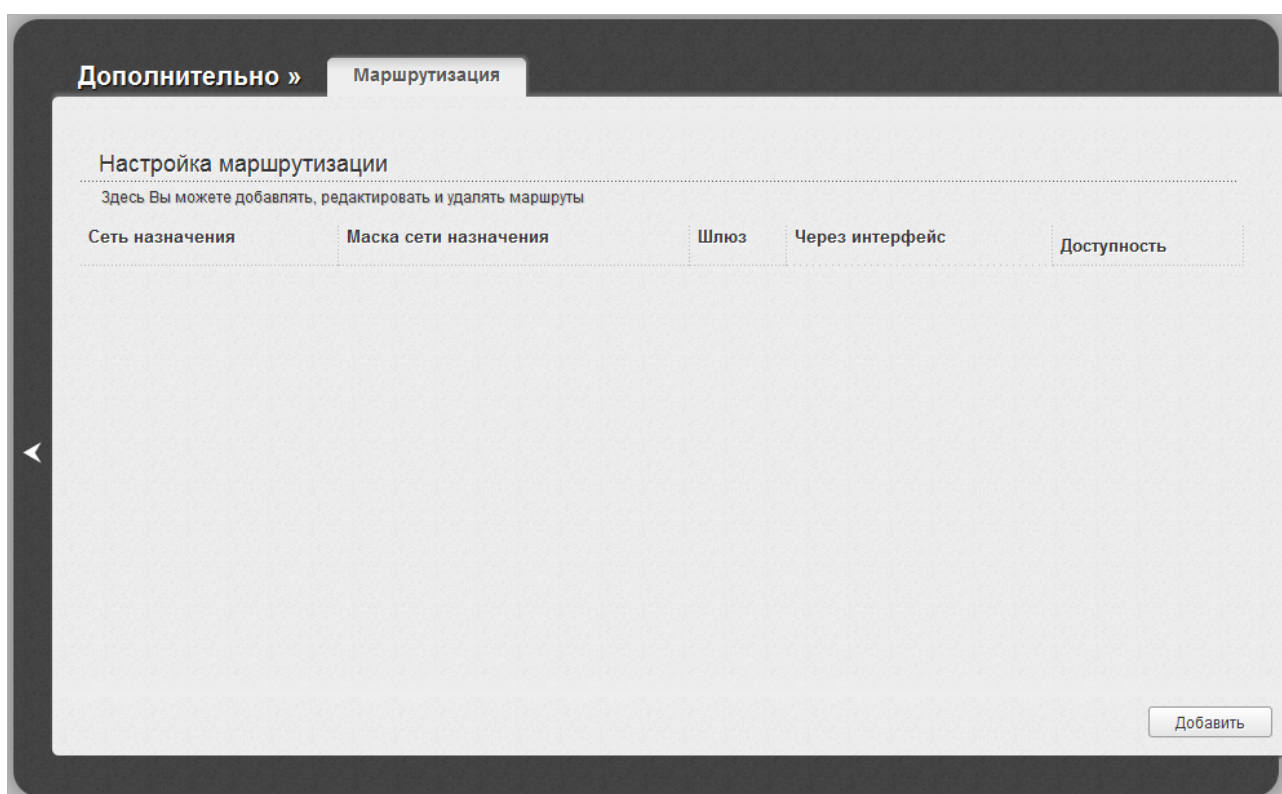 Дополнительно » Маршрутизация
Настройка маршрутизации
Здесь Вы можете добавлять, редактировать и удалять маршруты
Сеть назначения Маска сети назначения Шлюз Через интерфейс Доступность
Добавить